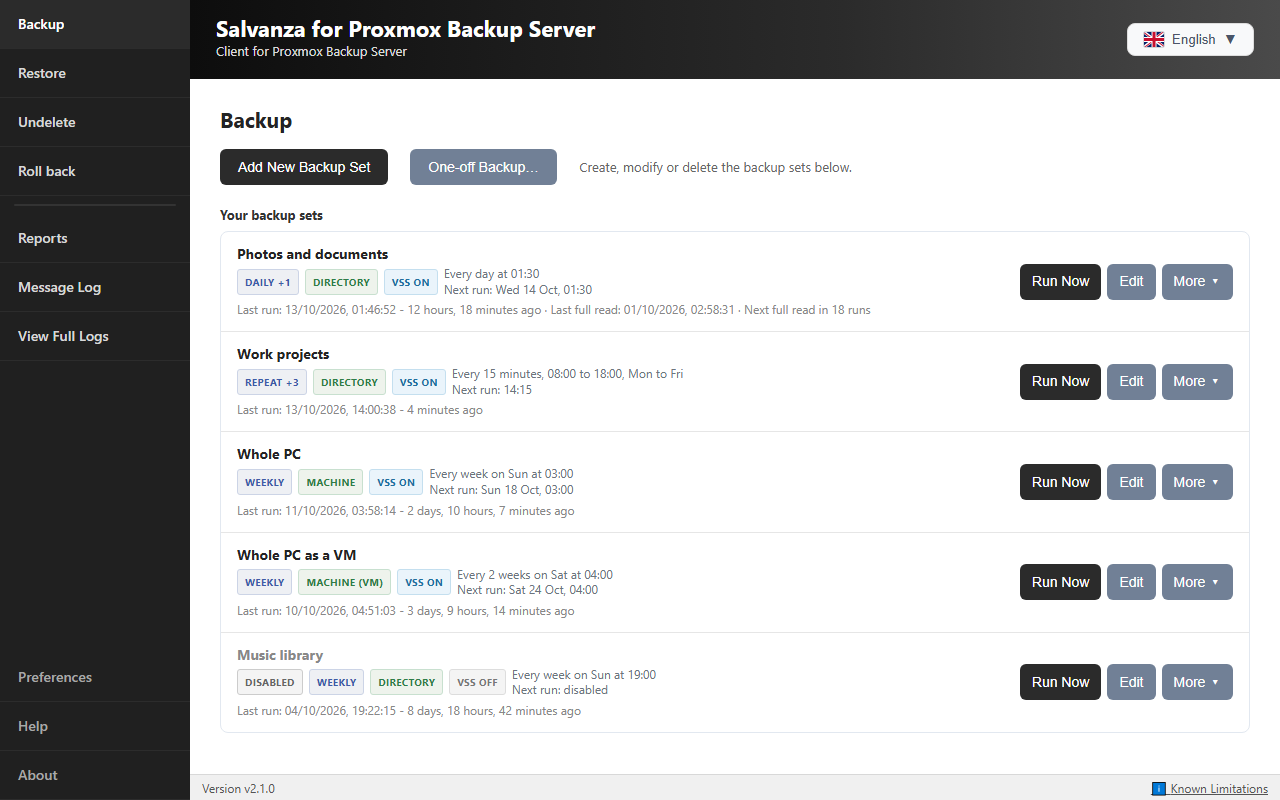 Backup
Restore
Undelete
Roll back
Reports
Message Log
View Full Logs
Preferences
Help
About
Salvanza for Proxmox Backup Server
Client for Proxmox Backup Server
English ▼
Backup
Add New Backup Set
One-off Backup...
Create, modify or delete the backup sets below.
Your backup sets
Photos and documents
DAILY +1 DIRECTORY VSS ON
Every day at 01:30
Next run: Wed 14 Oct, 01:30
Last run: 13/10/2026, 01:46:52 - 12 hours, 18 minutes ago · Last full read: 01/10/2026, 02:58:31 · Next full read in 18 runs
Run Now Edit More ▾
Work projects
REPEAT +3 DIRECTORY VSS ON
Every 15 minutes, 08:00 to 18:00, Mon to Fri
Next run: 14:15
Last run: 13/10/2026, 14:00:38 - 4 minutes ago
Run Now Edit More ▾
Whole PC
WEEKLY MACHINE VSS ON
Every week on Sun at 03:00
Next run: Sun 18 Oct, 03:00
Last run: 11/10/2026, 03:58:14 - 2 days, 10 hours, 7 minutes ago
Run Now Edit More ▾
Whole PC as a VM
WEEKLY MACHINE (VM) VSS ON
Every 2 weeks on Sat at 04:00
Next run: Sat 24 Oct, 04:00
Last run: 10/10/2026, 04:51:03 - 3 days, 9 hours, 14 minutes ago
Run Now Edit More ▾
Music library
DISABLED WEEKLY DIRECTORY VSS OFF
Every week on Sun at 19:00
Next run: disabled
Last run: 04/10/2026, 19:22:15 - 8 days, 18 hours, 42 minutes ago
Run Now Edit More ▾
Version v2.1.0
i Known Limitations